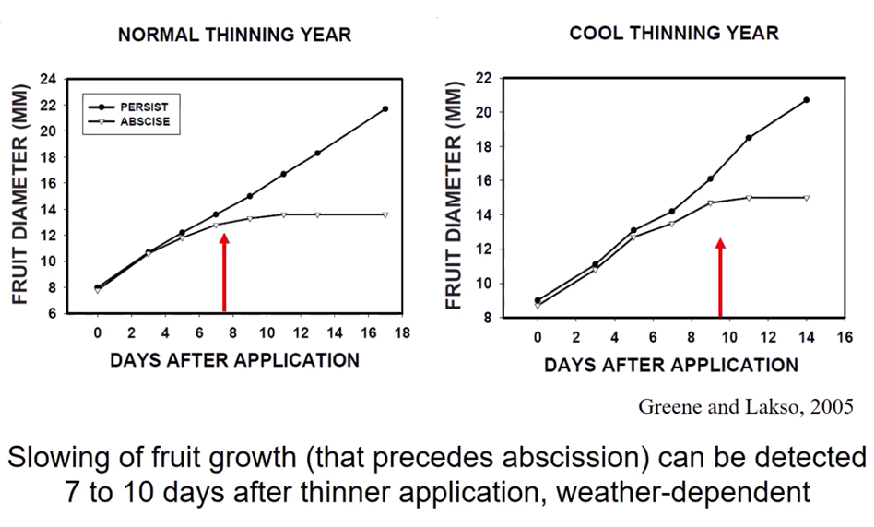 NORMAL THINNING YEAR
FRUIT DIAMETER (MM)
24
22
20
18
16
14
12
10
8
6
PERSIST
ABSCISE
0 2 4 6 8 10 12 14 16 18
DAYS AFTER APPLICATION
COOL THINNING YEAR
FRUIT DIAMETER (MM)
22
20
18
16
14
12
10
8
0 2 4 6 8 10 12 14 16
DAYS AFTER APPLICATION
Greene and Lakso, 2005
Slowing of fruit growth (that precedes abscission) can be detected
7 to 10 days after thinner application, weather-dependent